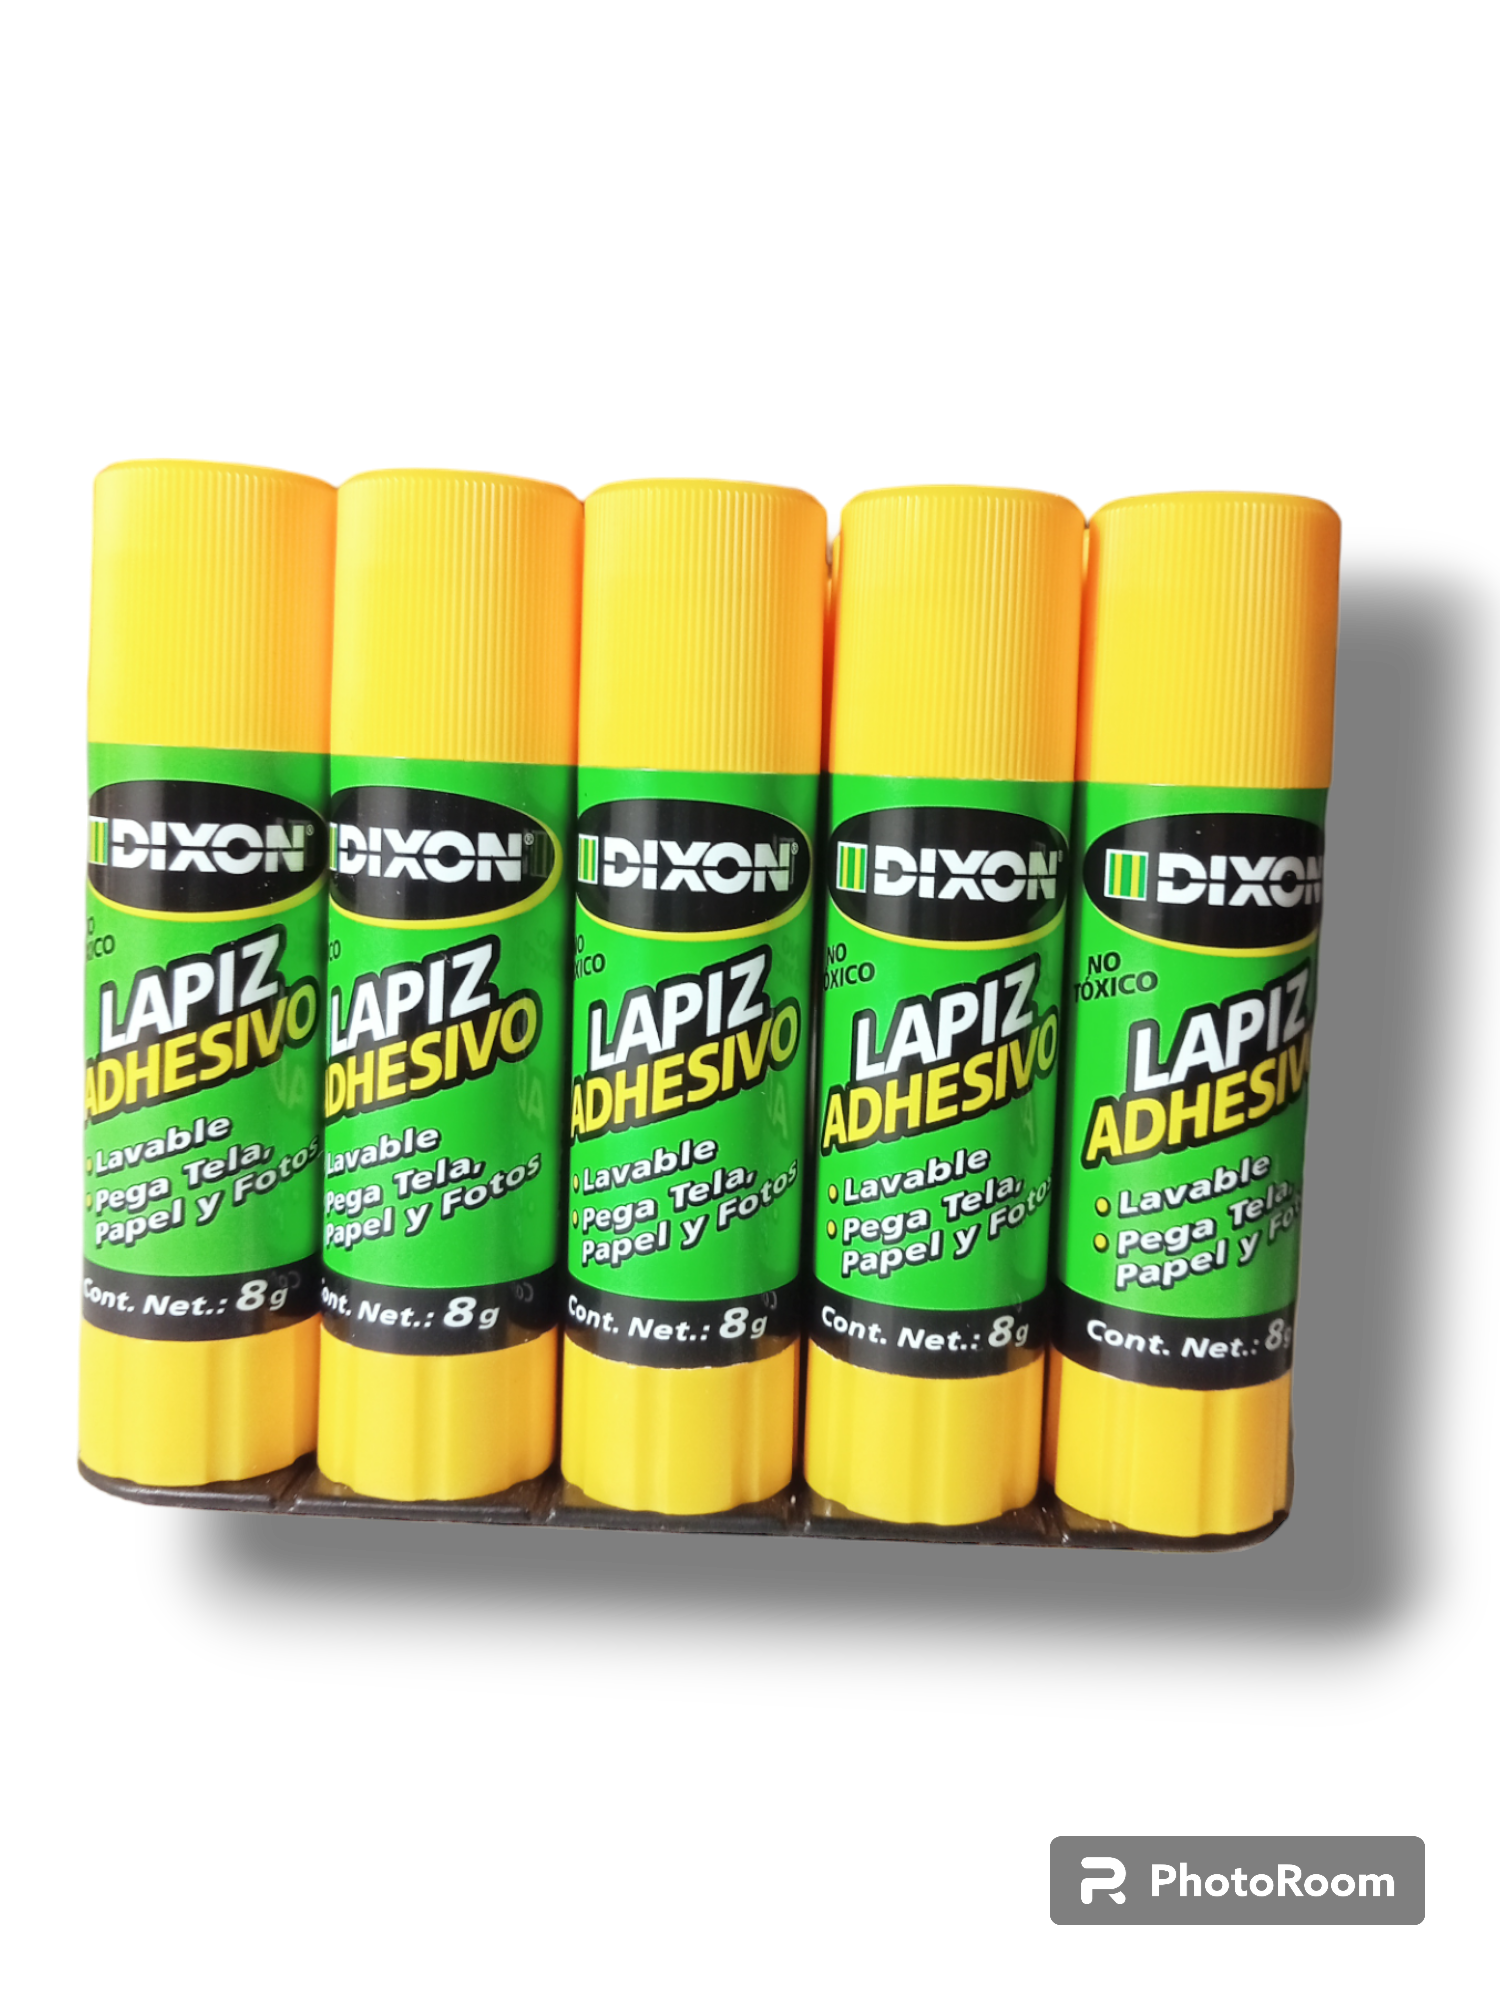 DIXON®
LAPIZ
ADHESIVO
Lavable
Pega Tela,
Papel y Fotos
Cont. Net.: 8g
DIXON®
LAPIZ
ADHESIVO
Lavable
Pega Tela,
Papel y Fotos
Cont. Net.: 8g
DIXON®
LAPIZ
ADHESIVO
Lavable
Pega Tela,
Papel y Fotos
Cont. Net.: 8g
DIXON
NO
TÓXICO
LAPIZ
ADHESIVO
Lavable
Pega Tela,
Papel y Fotos
Cont. Net.: 8g
DIXON
NO
TÓXICO
LAPIZ
ADHESIVO
Lavable
Pega Tela,
Papel y Fotos
Cont. Net.: 8g
PhotoRoom